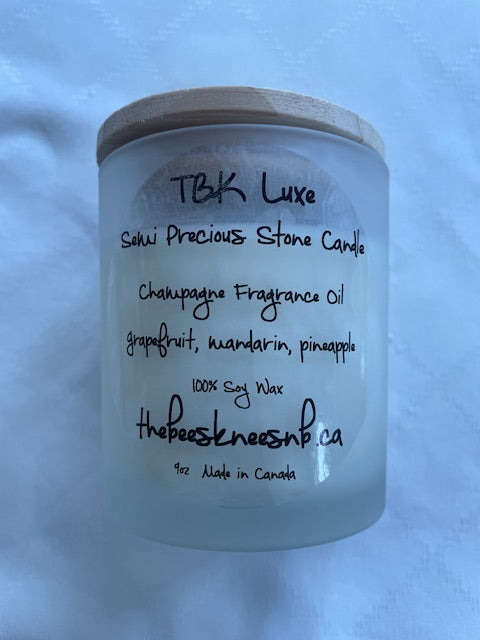 TBK Luxe
Semi Precious Stone Candle
Champagne Fragrance Oil
grapefruit, mandarin, pineapple
100% Soy Wax
thebeeskneesnb.ca
9oz Made in Canada